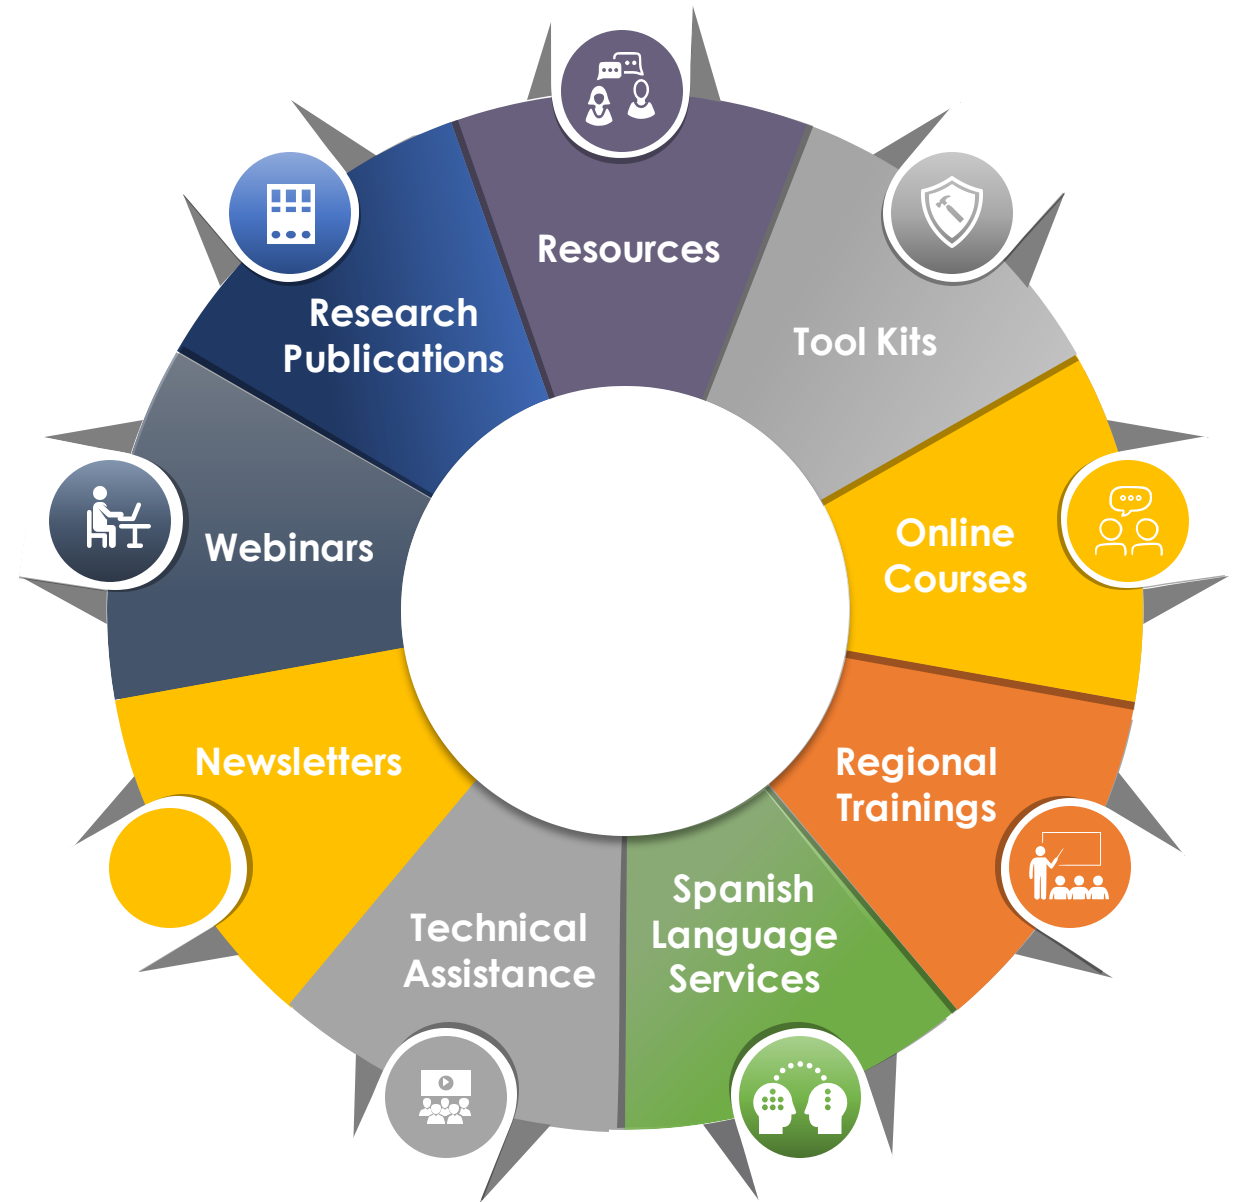 Resources
Tool Kits
Online
Courses
Regional
Trainings
Spanish
Language
Services
Technical
Assistance
Newsletters
Webinars
Research
Publications